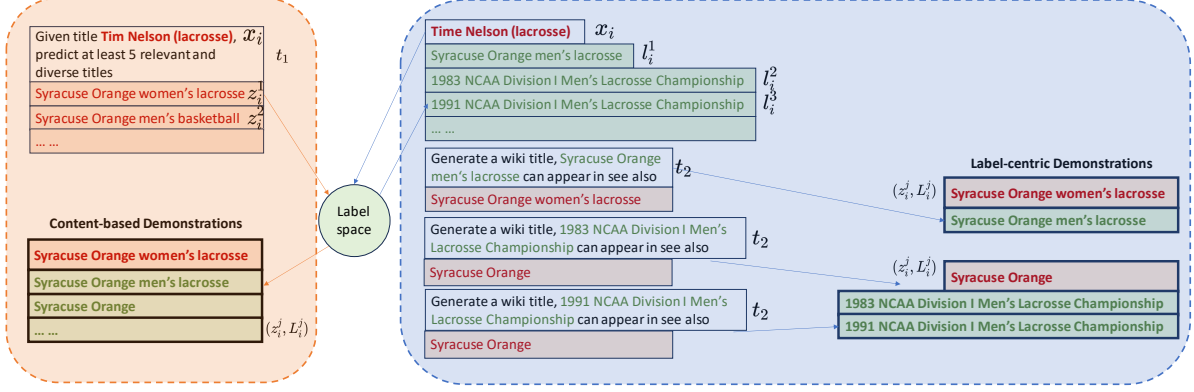 Given title Tim Nelson (lacrosse), x_i
predict at least 5 relevant and
diverse titles
t_1
Syracuse Orange women's lacrosse z_i^1
Syracuse Orange men's basketball z_i^2
... ...
Content-based Demonstrations
Syracuse Orange women's lacrosse
Syracuse Orange men's lacrosse
Syracuse Orange
... ...
(z_i^j, L_i^j)
Label
space
Time Nelson (lacrosse) x_i
Syracuse Orange men's lacrosse l_i^1
1983 NCAA Division I Men's Lacrosse Championship l_i^2
1991 NCAA Division I Men's Lacrosse Championship l_i^3
... ...
Generate a wiki title, Syracuse Orange
men's lacrosse can appear in see also
t_2
Syracuse Orange women's lacrosse
Generate a wiki title, 1983 NCAA Division I Men's
Lacrosse Championship can appear in see also
t_2
Syracuse Orange
Generate a wiki title, 1991 NCAA Division I Men's
Lacrosse Championship can appear in see also
t_2
Syracuse Orange
Label-centric Demonstrations
(z_i^j, L_i^j)
Syracuse Orange women's lacrosse
Syracuse Orange men's lacrosse
(z_i^j, L_i^j)
Syracuse Orange
1983 NCAA Division I Men's Lacrosse Championship
1991 NCAA Division I Men's Lacrosse Championship